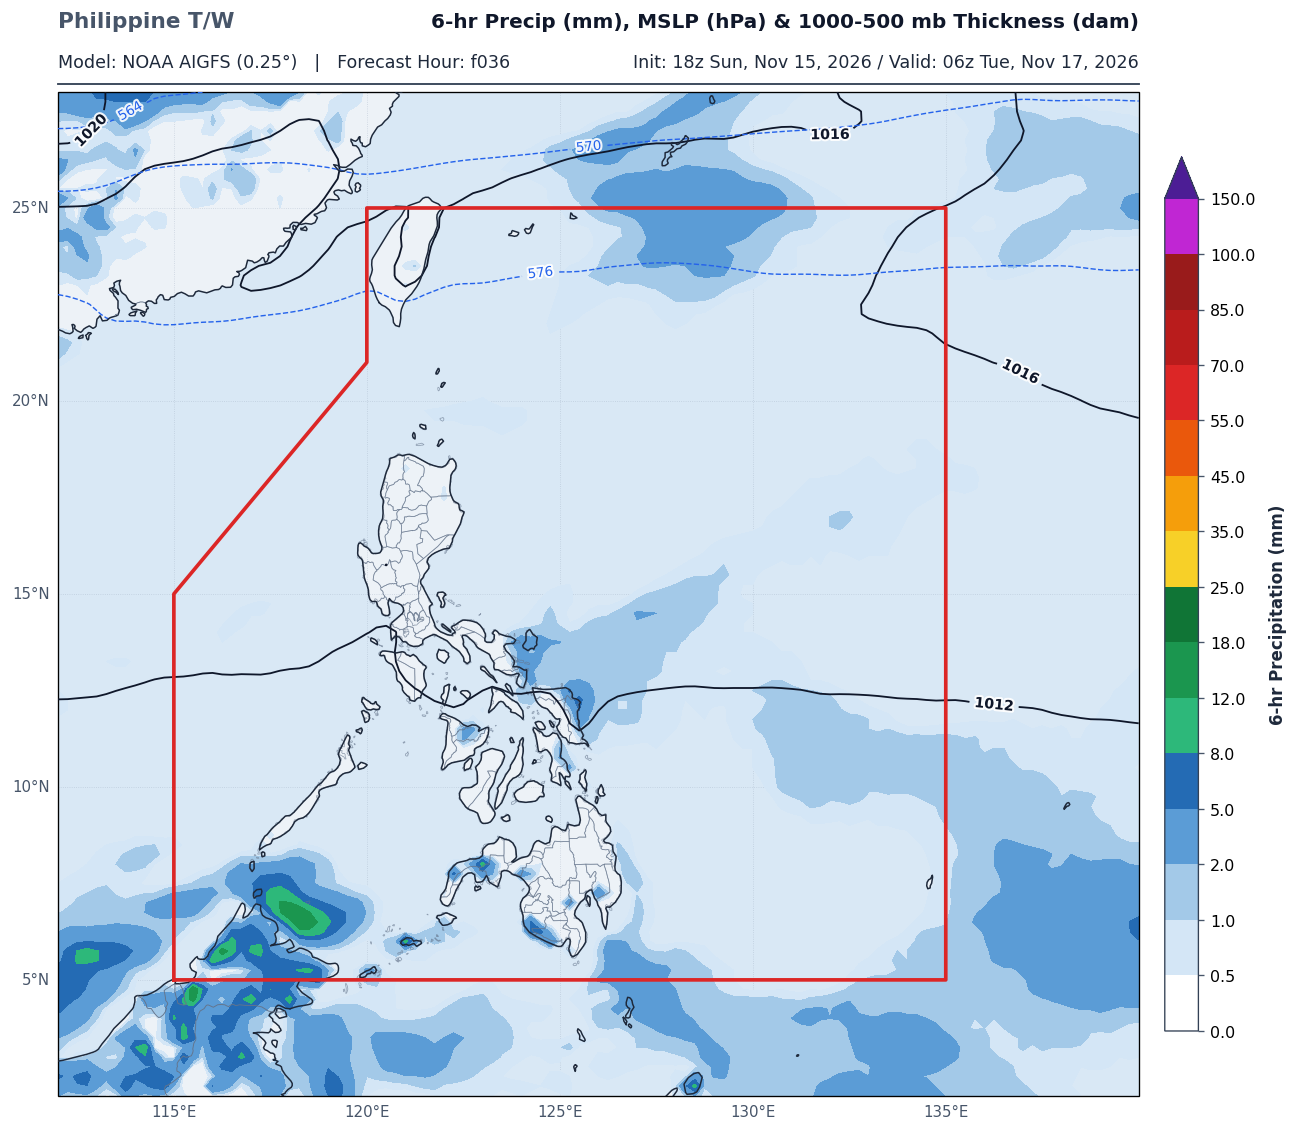 Philippine T/W
6-hr Precip (mm), MSLP (hPa) & 1000-500 mb Thickness (dam)
Model: NOAA AIGFS (0.25°) | Forecast Hour: f036
Init: 18z Sun, Nov 15, 2026 / Valid: 06z Tue, Nov 17, 2026
564
1020
570
1016
576
1016
1012
25°N
20°N
15°N
10°N
5°N
115°E
120°E
125°E
130°E
135°E
150.0
100.0
85.0
70.0
55.0
45.0
35.0
25.0
18.0
12.0
8.0
5.0
2.0
1.0
0.5
0.0
6-hr Precipitation (mm)